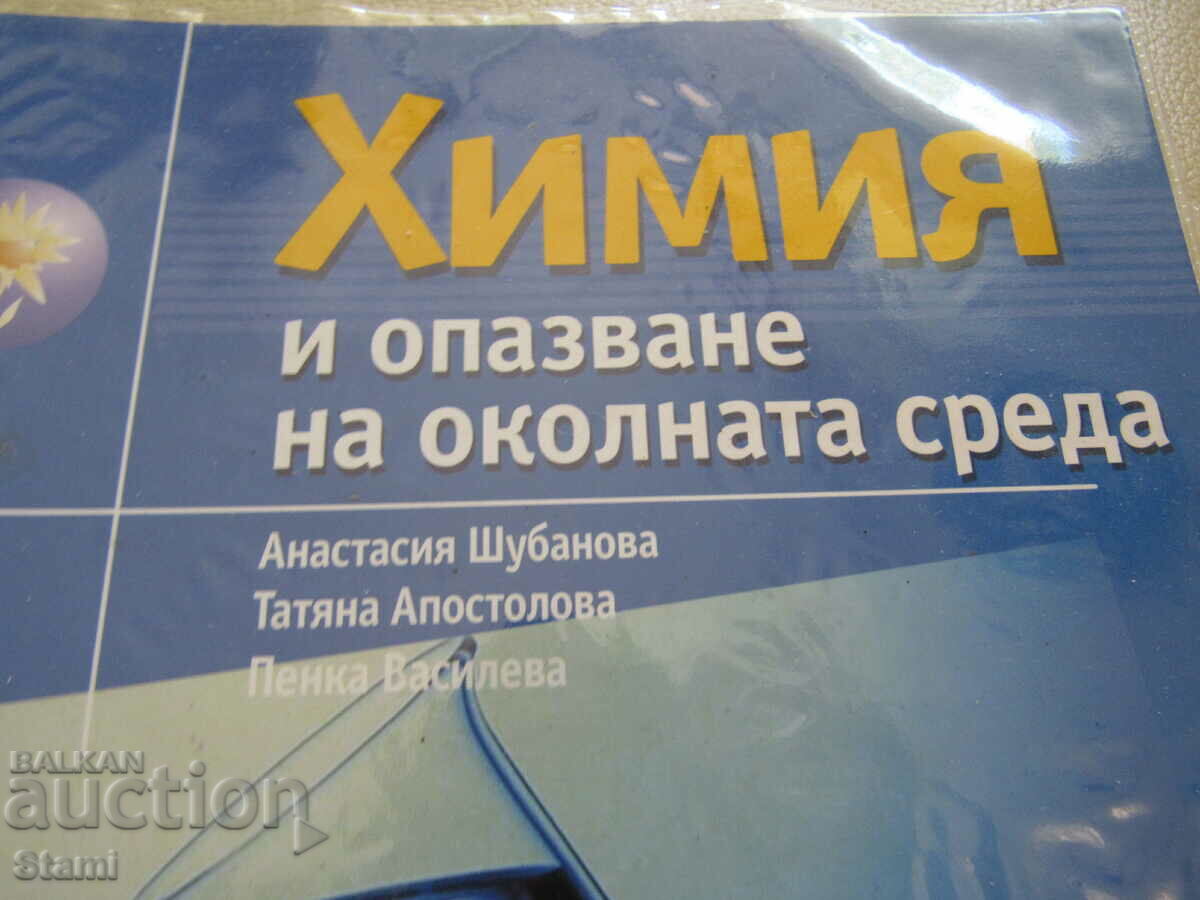 Химия
и опазване
на околната среда
Анастасия Шубанова
Татяна Апостолова
Пенка Василева
BALKAN
auction
Stami